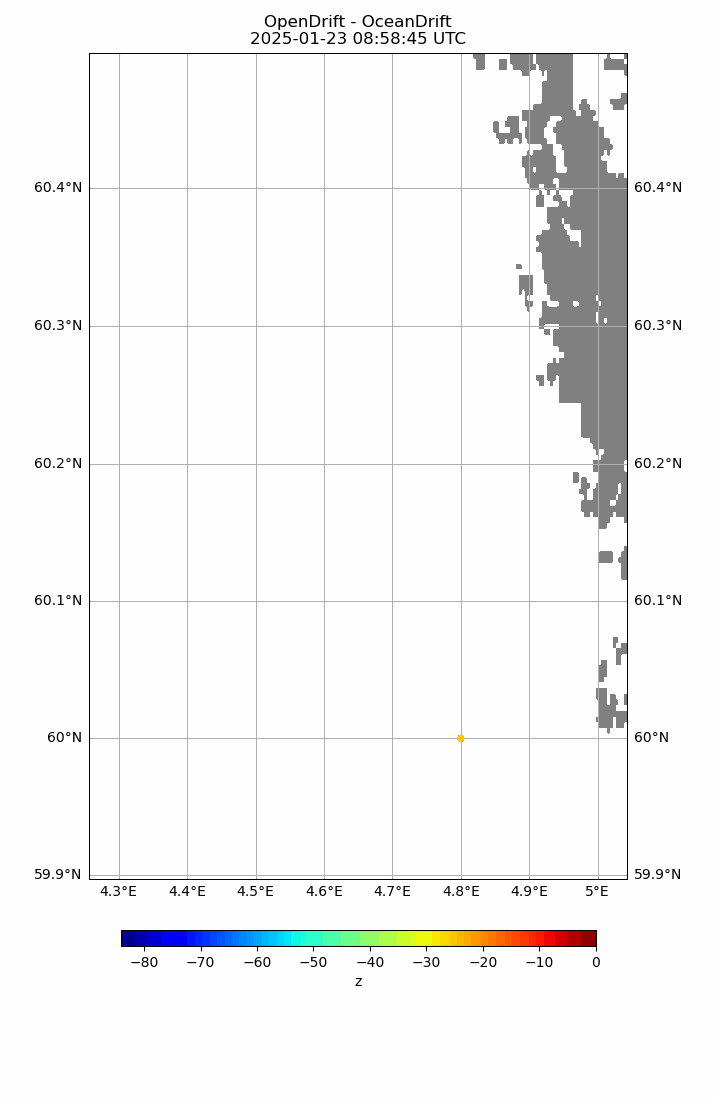 OpenDrift - OceanDrift
2025-01-23 08:58:45 UTC
60.4°N 60.4°N
60.3°N 60.3°N
60.2°N 60.2°N
60.1°N 60.1°N
60°N 60°N
59.9°N 59.9°N
4.3°E 4.4°E 4.5°E 4.6°E 4.7°E 4.8°E 4.9°E 5°E
−80 −70 −60 −50 −40 −30 −20 −10 0
z